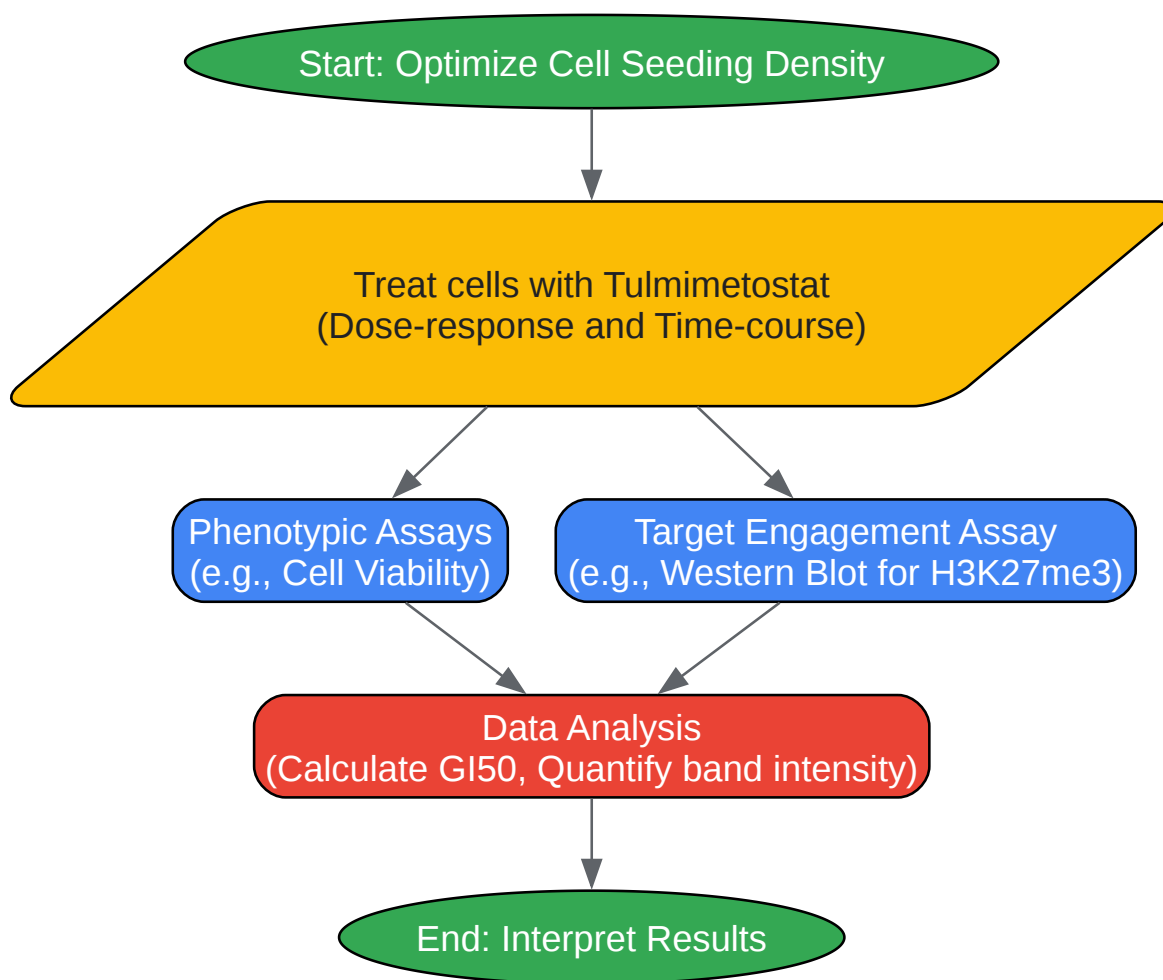 Start: Optimize Cell Seeding Density
Treat cells with Tulmimetostat
(Dose-response and Time-course)
Phenotypic Assays
(e.g., Cell Viability)
Target Engagement Assay
(e.g., Western Blot for H3K27me3)
Data Analysis
(Calculate GI50, Quantify band intensity)
End: Interpret Results